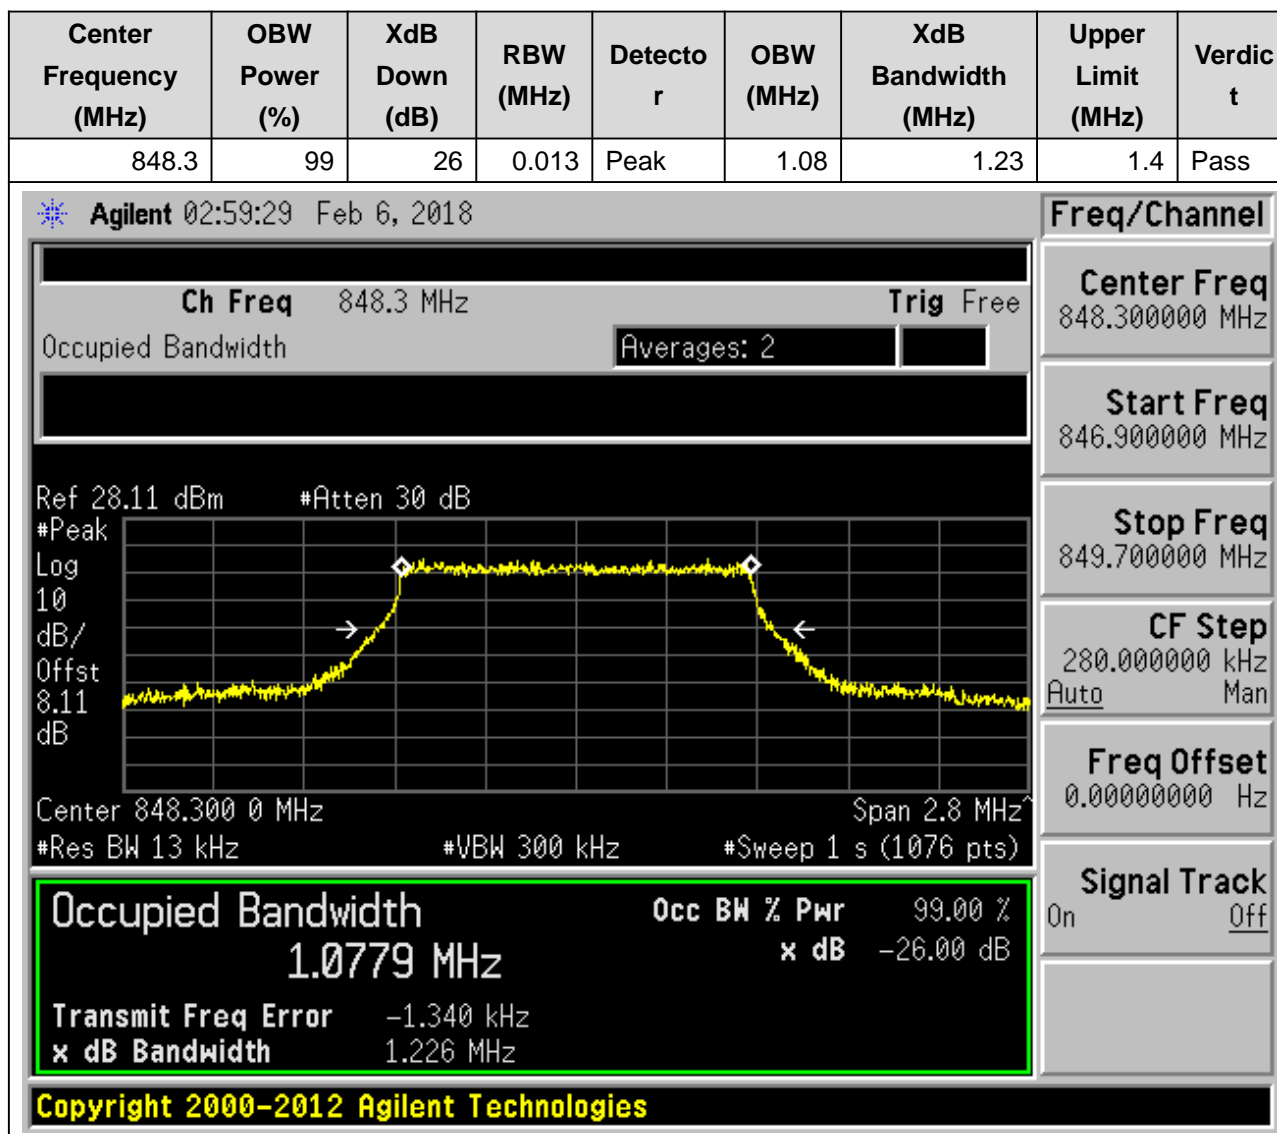 Center Frequency (MHz) OBW Power (%) XdB Down (dB) RBW (MHz) Detector OBW (MHz) XdB Bandwidth (MHz) Upper Limit (MHz) Verdict
848.3 99 26 0.013 Peak 1.08 1.23 1.4 Pass
Agilent 02:59:29 Feb 6, 2018
Ch Freq 848.3 MHz Trig Free
Occupied Bandwidth Averages: 2
Ref 28.11 dBm #Atten 30 dB
#Peak
Log
10
dB/
Offst
8.11
dB
Center 848.300 0 MHz Span 2.8 MHz^
#Res BW 13 kHz #VBW 300 kHz #Sweep 1 s (1076 pts)
Occupied Bandwidth Occ BW % Pwr 99.00 %
1.0779 MHz x dB -26.00 dB
Transmit Freq Error -1.340 kHz
x dB Bandwidth 1.226 MHz
Copyright 2000-2012 Agilent Technologies
Freq/Channel
Center Freq
848.300000 MHz
Start Freq
846.900000 MHz
Stop Freq
849.700000 MHz
CF Step
280.000000 kHz
Auto Man
Freq Offset
0.00000000 Hz
Signal Track
On Off